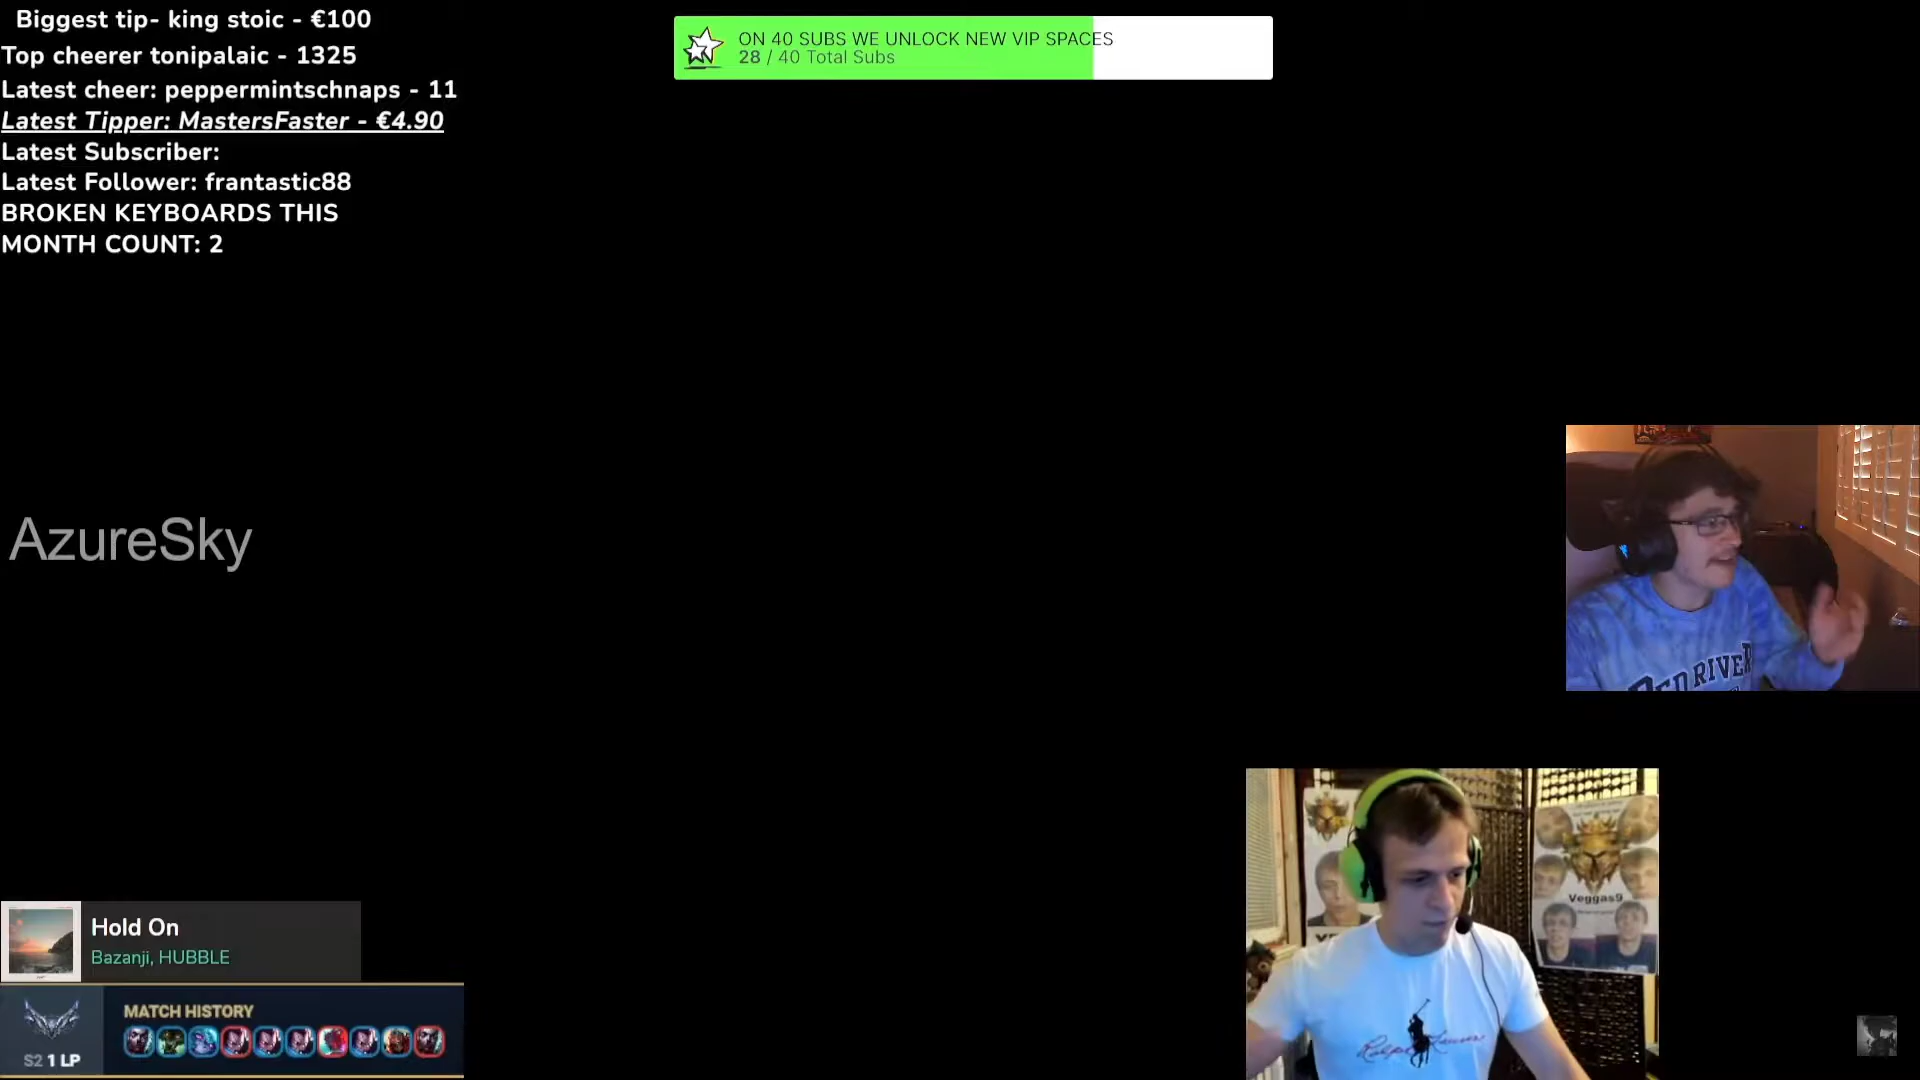 Biggest tip- king stoic - €100
Top cheerer tonipalaic - 1325
Latest cheer: peppermintschnaps - 11
Latest Tipper: MastersFaster - €4.90
Latest Subscriber:
Latest Follower: frantastic88
BROKEN KEYBOARDS THIS
MONTH COUNT: 2
ON 40 SUBS WE UNLOCK NEW VIP SPACES
28 / 40 Total Subs
AzureSky
RED RIVER
Veggas9
Hold On
Bazanji, HUBBLE
MATCH HISTORY
S2 1 LP